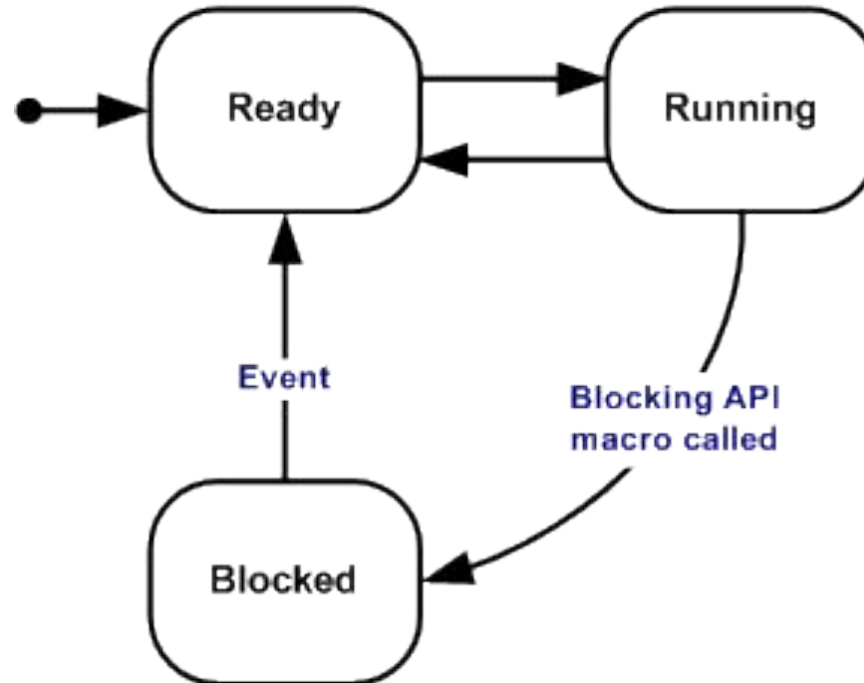 Ready
Running
Event
Blocking API
macro called
Blocked